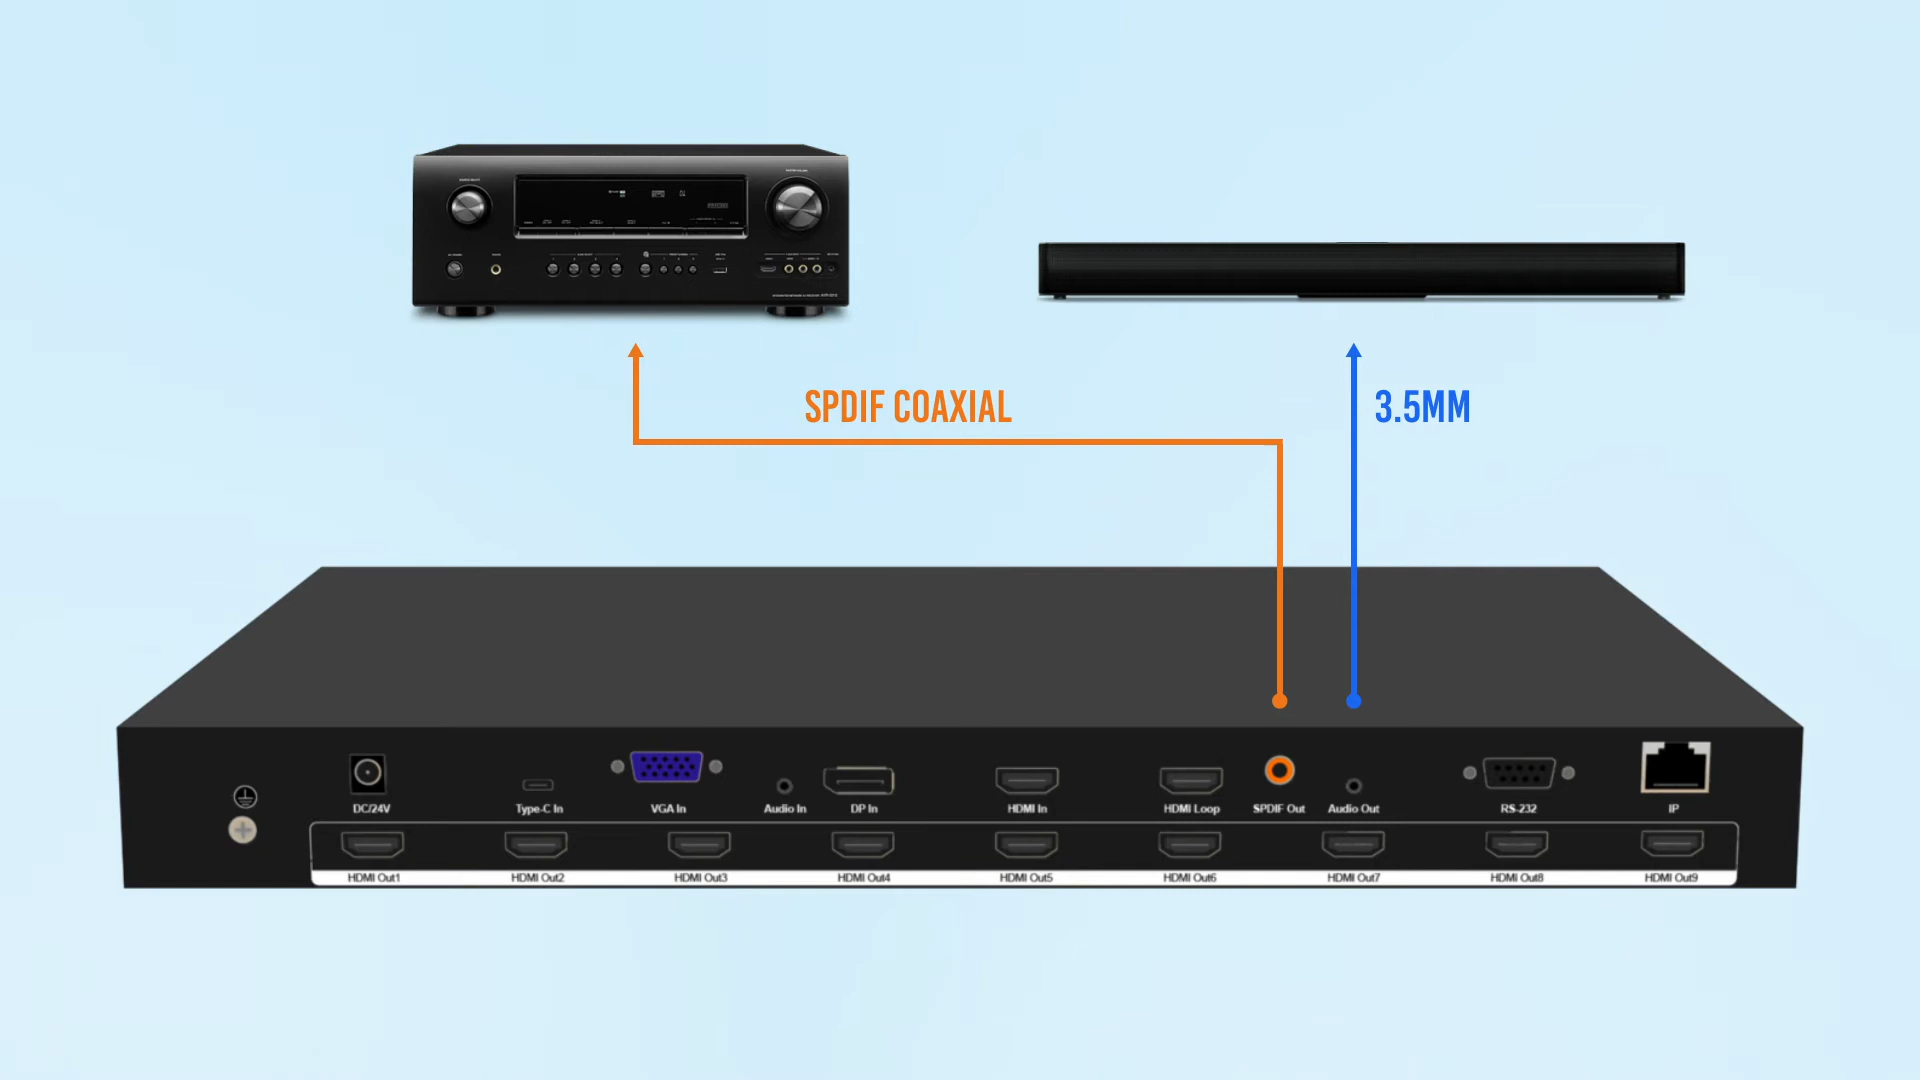 SPDIF COAXIAL
3.5MM
DC/24V
Type-C In
VGA In
Audio In
DP In
HDMI In
HDMI Loop
SPDIF Out
Audio Out
RS-232
IP
HDMI Out1
HDMI Out2
HDMI Out3
HDMI Out4
HDMI Out5
HDMI Out6
HDMI Out7
HDMI Out8
HDMI Out9